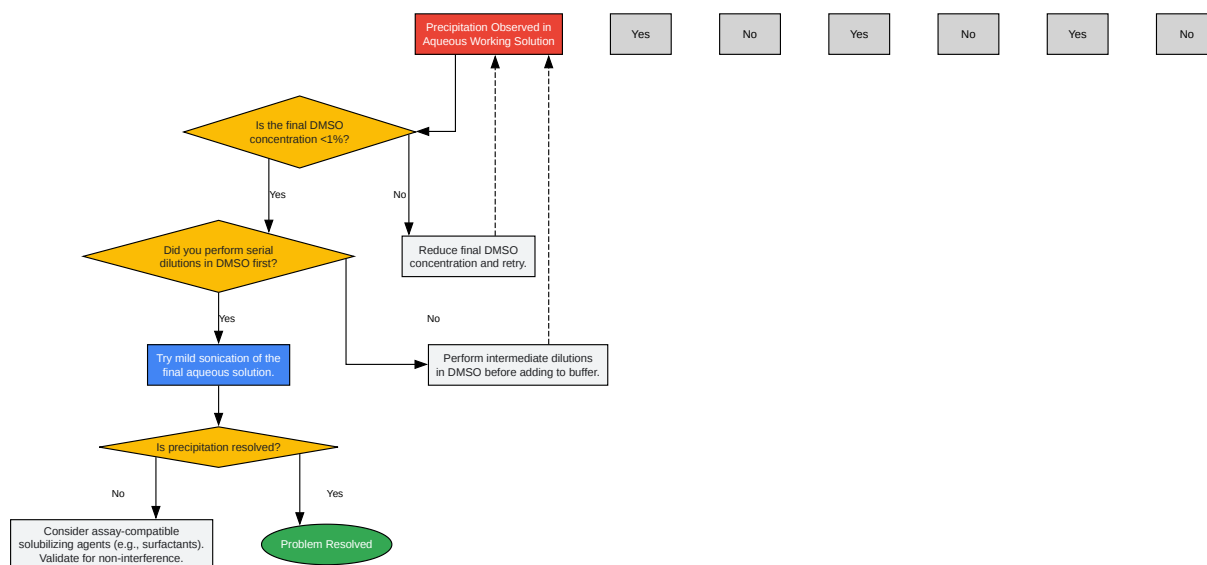 Precipitation Observed in
Aqueous Working Solution
Yes
No
Yes
No
Yes
No
Is the final DMSO
concentration <1%?
Yes
No
Did you perform serial
dilutions in DMSO first?
Reduce final DMSO
concentration and retry.
Yes
No
Try mild sonication of the
final aqueous solution.
Perform intermediate dilutions
in DMSO before adding to buffer.
Is precipitation resolved?
No
Yes
Consider assay-compatible
solubilizing agents (e.g., surfactants).
Validate for non-interference.
Problem Resolved